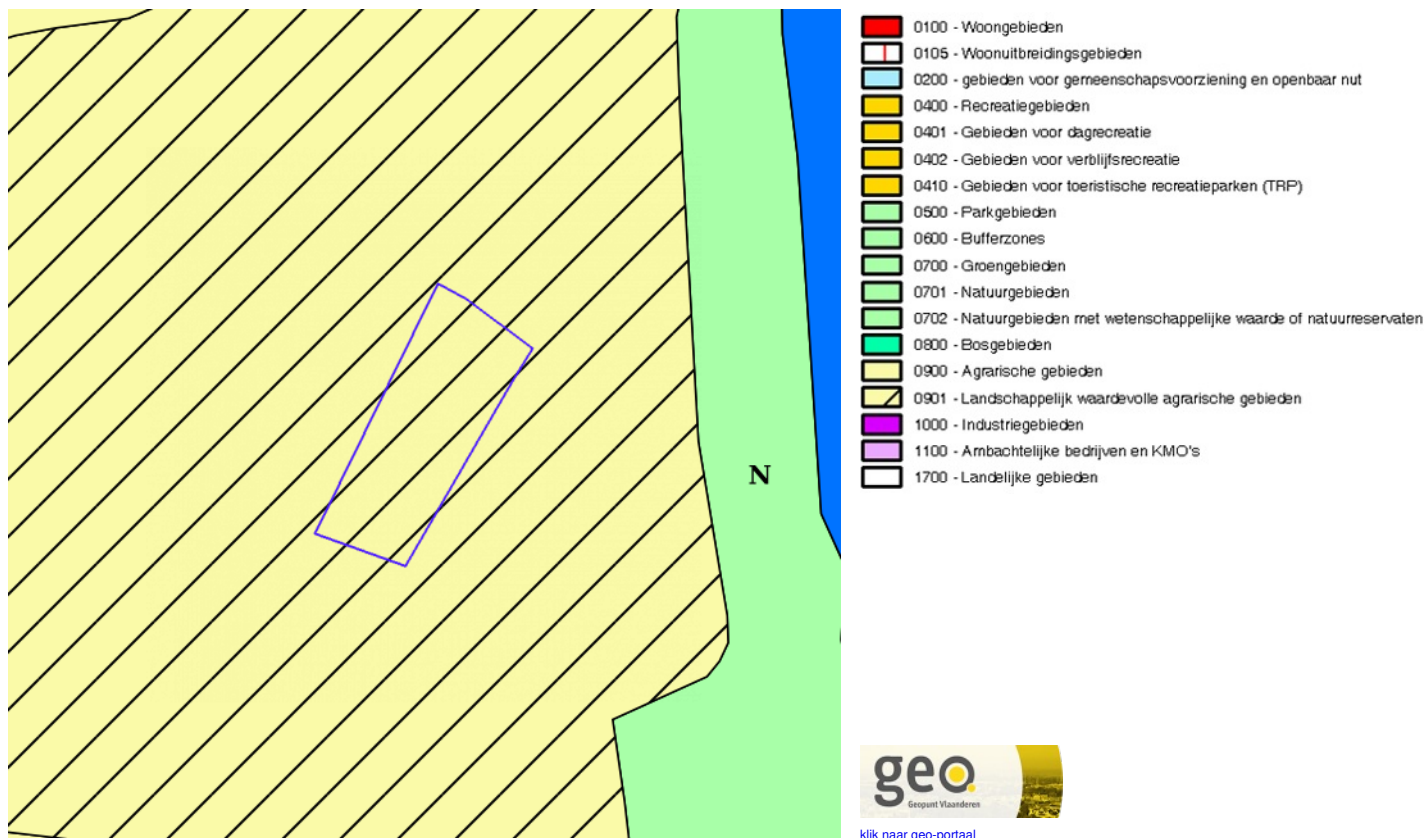 N
0100 - Woongebieden
0105 - Woonuitbreidingsgebieden
0200 - gebieden voor gemeenschapsvoorziening en openbaar nut
0400 - Recreatiegebieden
0401 - Gebieden voor dagrecreatie
0402 - Gebieden voor verblijfsrecreatie
0410 - Gebieden voor toeristische recreatieparken (TRP)
0500 - Parkgebieden
0600 - Bufferzones
0700 - Groengebieden
0701 - Natuurgebieden
0702 - Natuurgebieden met wetenschappelijke waarde of natuurreservaten
0800 - Bosgebieden
0900 - Agrarische gebieden
0901 - Landschappelijk waardevolle agrarische gebieden
1000 - Industriegebieden
1100 - Ambachtelijke bedrijven en KMO's
1700 - Landelijke gebieden
geo
Geopunt Vlaanderen
klik naar geo-portaal